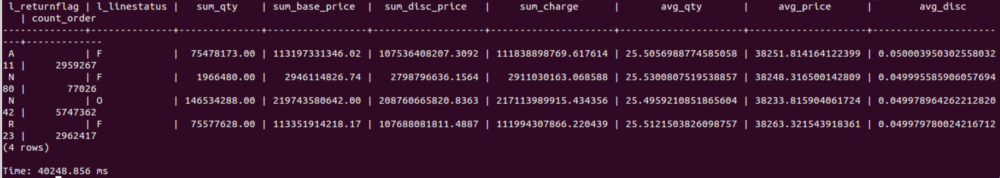 l_returnflag | l_linestatus |   sum_qty    | sum_base_price  |   sum_disc_price   |     sum_charge      |       avg_qty       |     avg_price      |        avg_disc
   | count_order
--------------+--------------+--------------+-----------------+--------------------+---------------------+---------------------+--------------------+---------------------
---+-------------
 A            | F            |  75478173.00 | 113197331346.02 | 107536408207.3092 | 111838898769.617614 | 25.5056988774585058 | 38251.814164122399 | 0.050003950302558032
11 |     2959267
 N            | F            |   1966480.00 |   2946114826.74 |   2798796636.1564 |   2911030163.068588 | 25.5300807519538857 | 38248.316500142809 | 0.049995585906057694
80 |       77026
 N            | O            | 146534288.00 | 219743580642.00 | 208760665820.8363 | 217113989915.434356 | 25.4959210851865604 | 38233.815904061724 | 0.049978964262212820
42 |     5747362
 R            | F            |  75577628.00 | 113351914218.17 | 107688081811.4887 | 111994307866.220439 | 25.5121503826098757 | 38263.321543918361 | 0.049979780024216712
23 |     2962417
(4 rows)
Time: 40248.856 ms